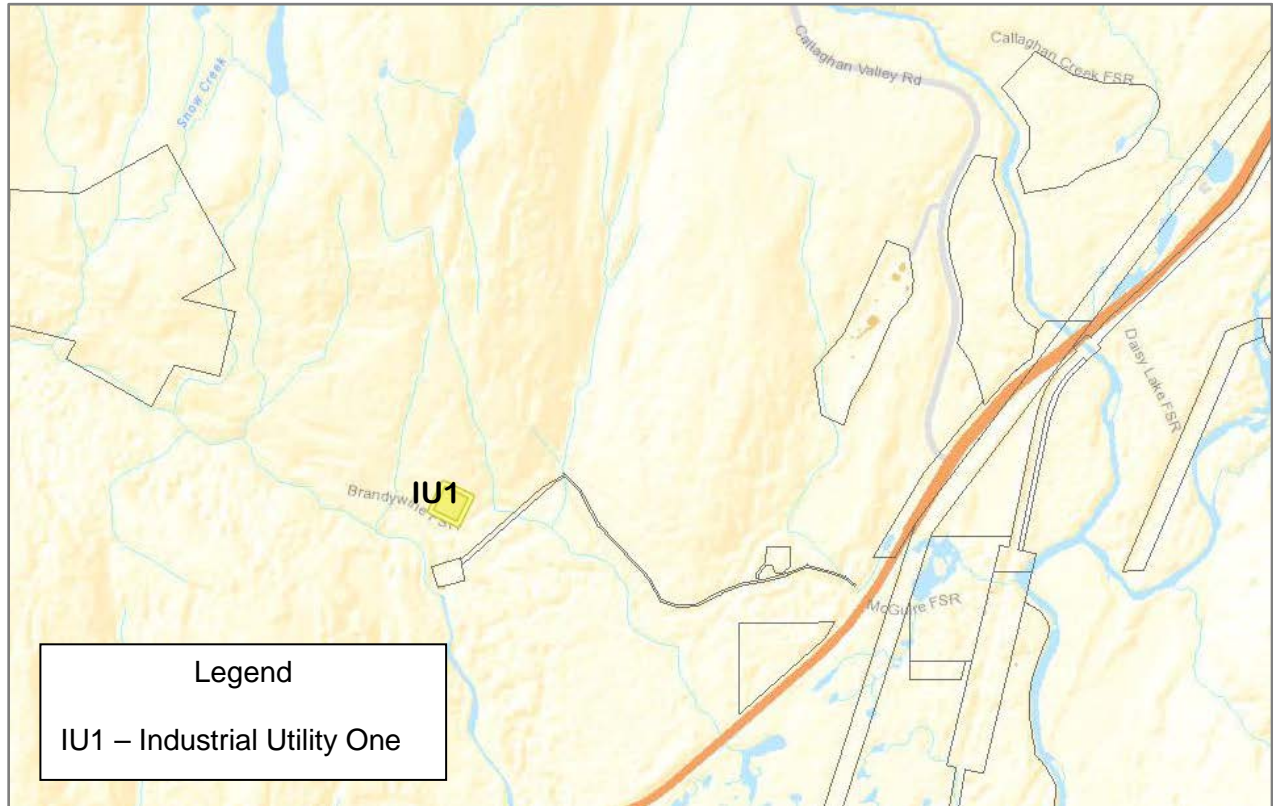 Snow Creek
Callaghan Valley Rd
Callaghan Creek FSR
Daisy Lake FSR
IU1
Brandywine FSR
McGuire FSR
Legend
IU1 – Industrial Utility One